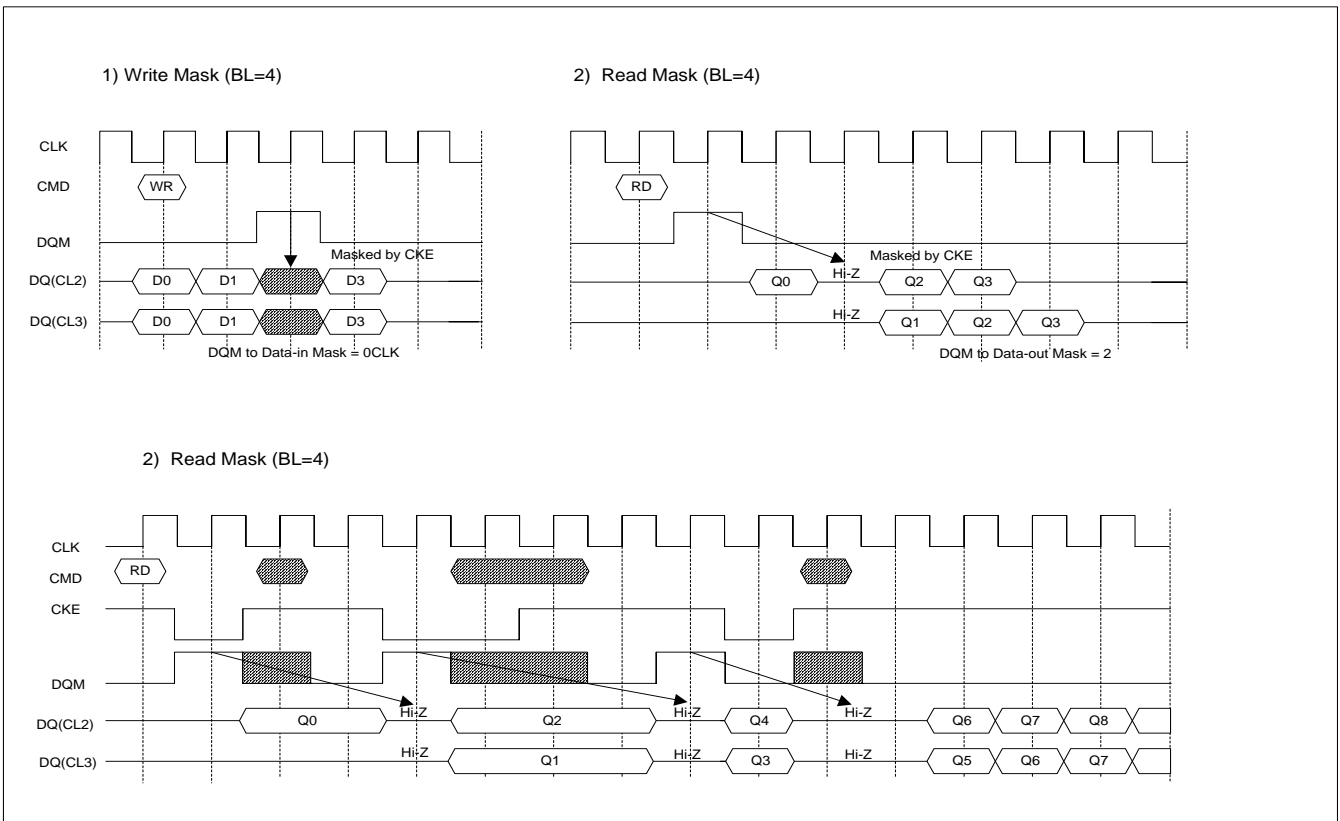 1) Write Mask (BL=4)
2) Read Mask (BL=4)
CLK
CMD
WR
DQM
Masked by CKE
DQ(CL2)
D0
D1
D3
DQ(CL3)
D0
D1
D3
DQM to Data-in Mask = 0CLK
RD
Masked by CKE
Q0
Hi-Z
Q2
Q3
Hi-Z
Q1
Q2
Q3
DQM to Data-out Mask = 2
2) Read Mask (BL=4)
CLK
CMD
RD
CKE
DQM
DQ(CL2)
Q0
Hi-Z
Q2
Hi-Z
Q4
Hi-Z
Q6
Q7
Q8
DQ(CL3)
Hi-Z
Q1
Hi-Z
Q3
Hi-Z
Q5
Q6
Q7